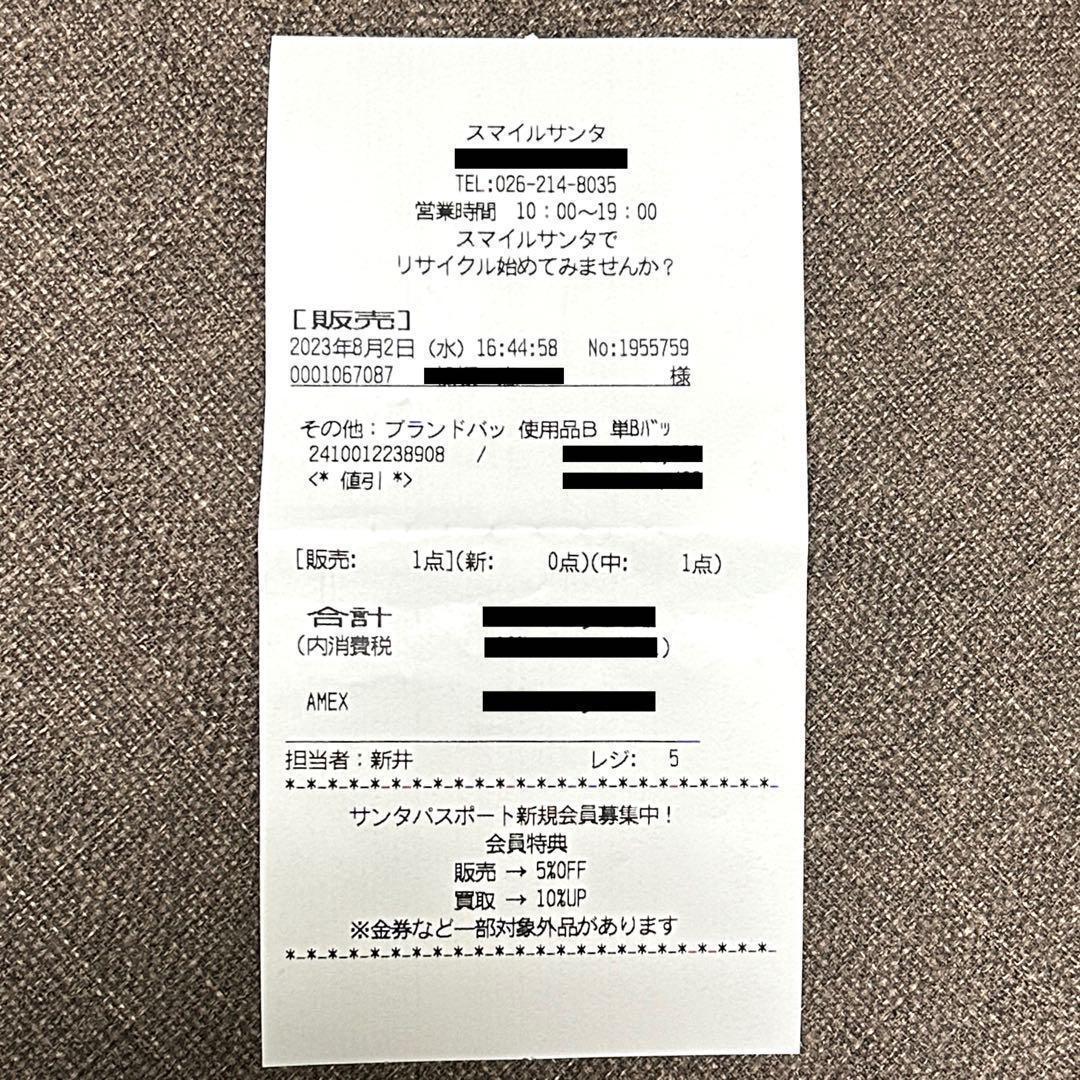 スマイルサンタ
TEL:026-214-8035
営業時間 10:00～19:00
スマイルサンタで
リサイクル始めてみませんか?
[販売]
2023年8月2日 (水) 16:44:58 No:1955759
0001067087 様
その他:ブランドバッ 使用品B 単Bﾊﾞｯ
2410012238908 /
<* 値引 *>
[販売: 1点](新: 0点)(中: 1点)
合計
(内消費税 )
AMEX
担当者:新井 レジ: 5
*-*-*-*-*-*-*-*-*-*-*-*-*-*-*-*-*-*-*-*-*-*-*-*-
サンタパスポート新規会員募集中!
会員特典
販売 → 5%OFF
買取 → 10%UP
※金券など一部対象外品があります
*-*-*-*-*-*-*-*-*-*-*-*-*-*-*-*-*-*-*-*-*-*-*-*-